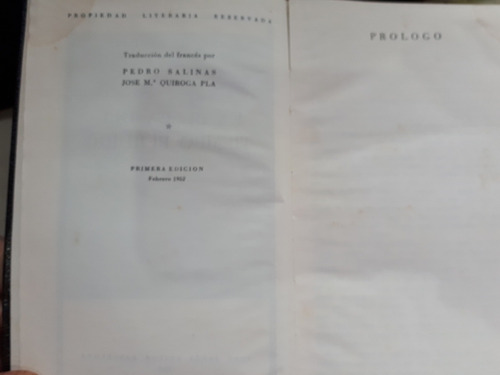 PROPIEDAD LITERARIA RESERVADA
Traducción del francés por
PEDRO SALINAS
JOSE M.ª QUIROGA PLA
PRIMERA EDICION
Febrero 1952
PROLOGO